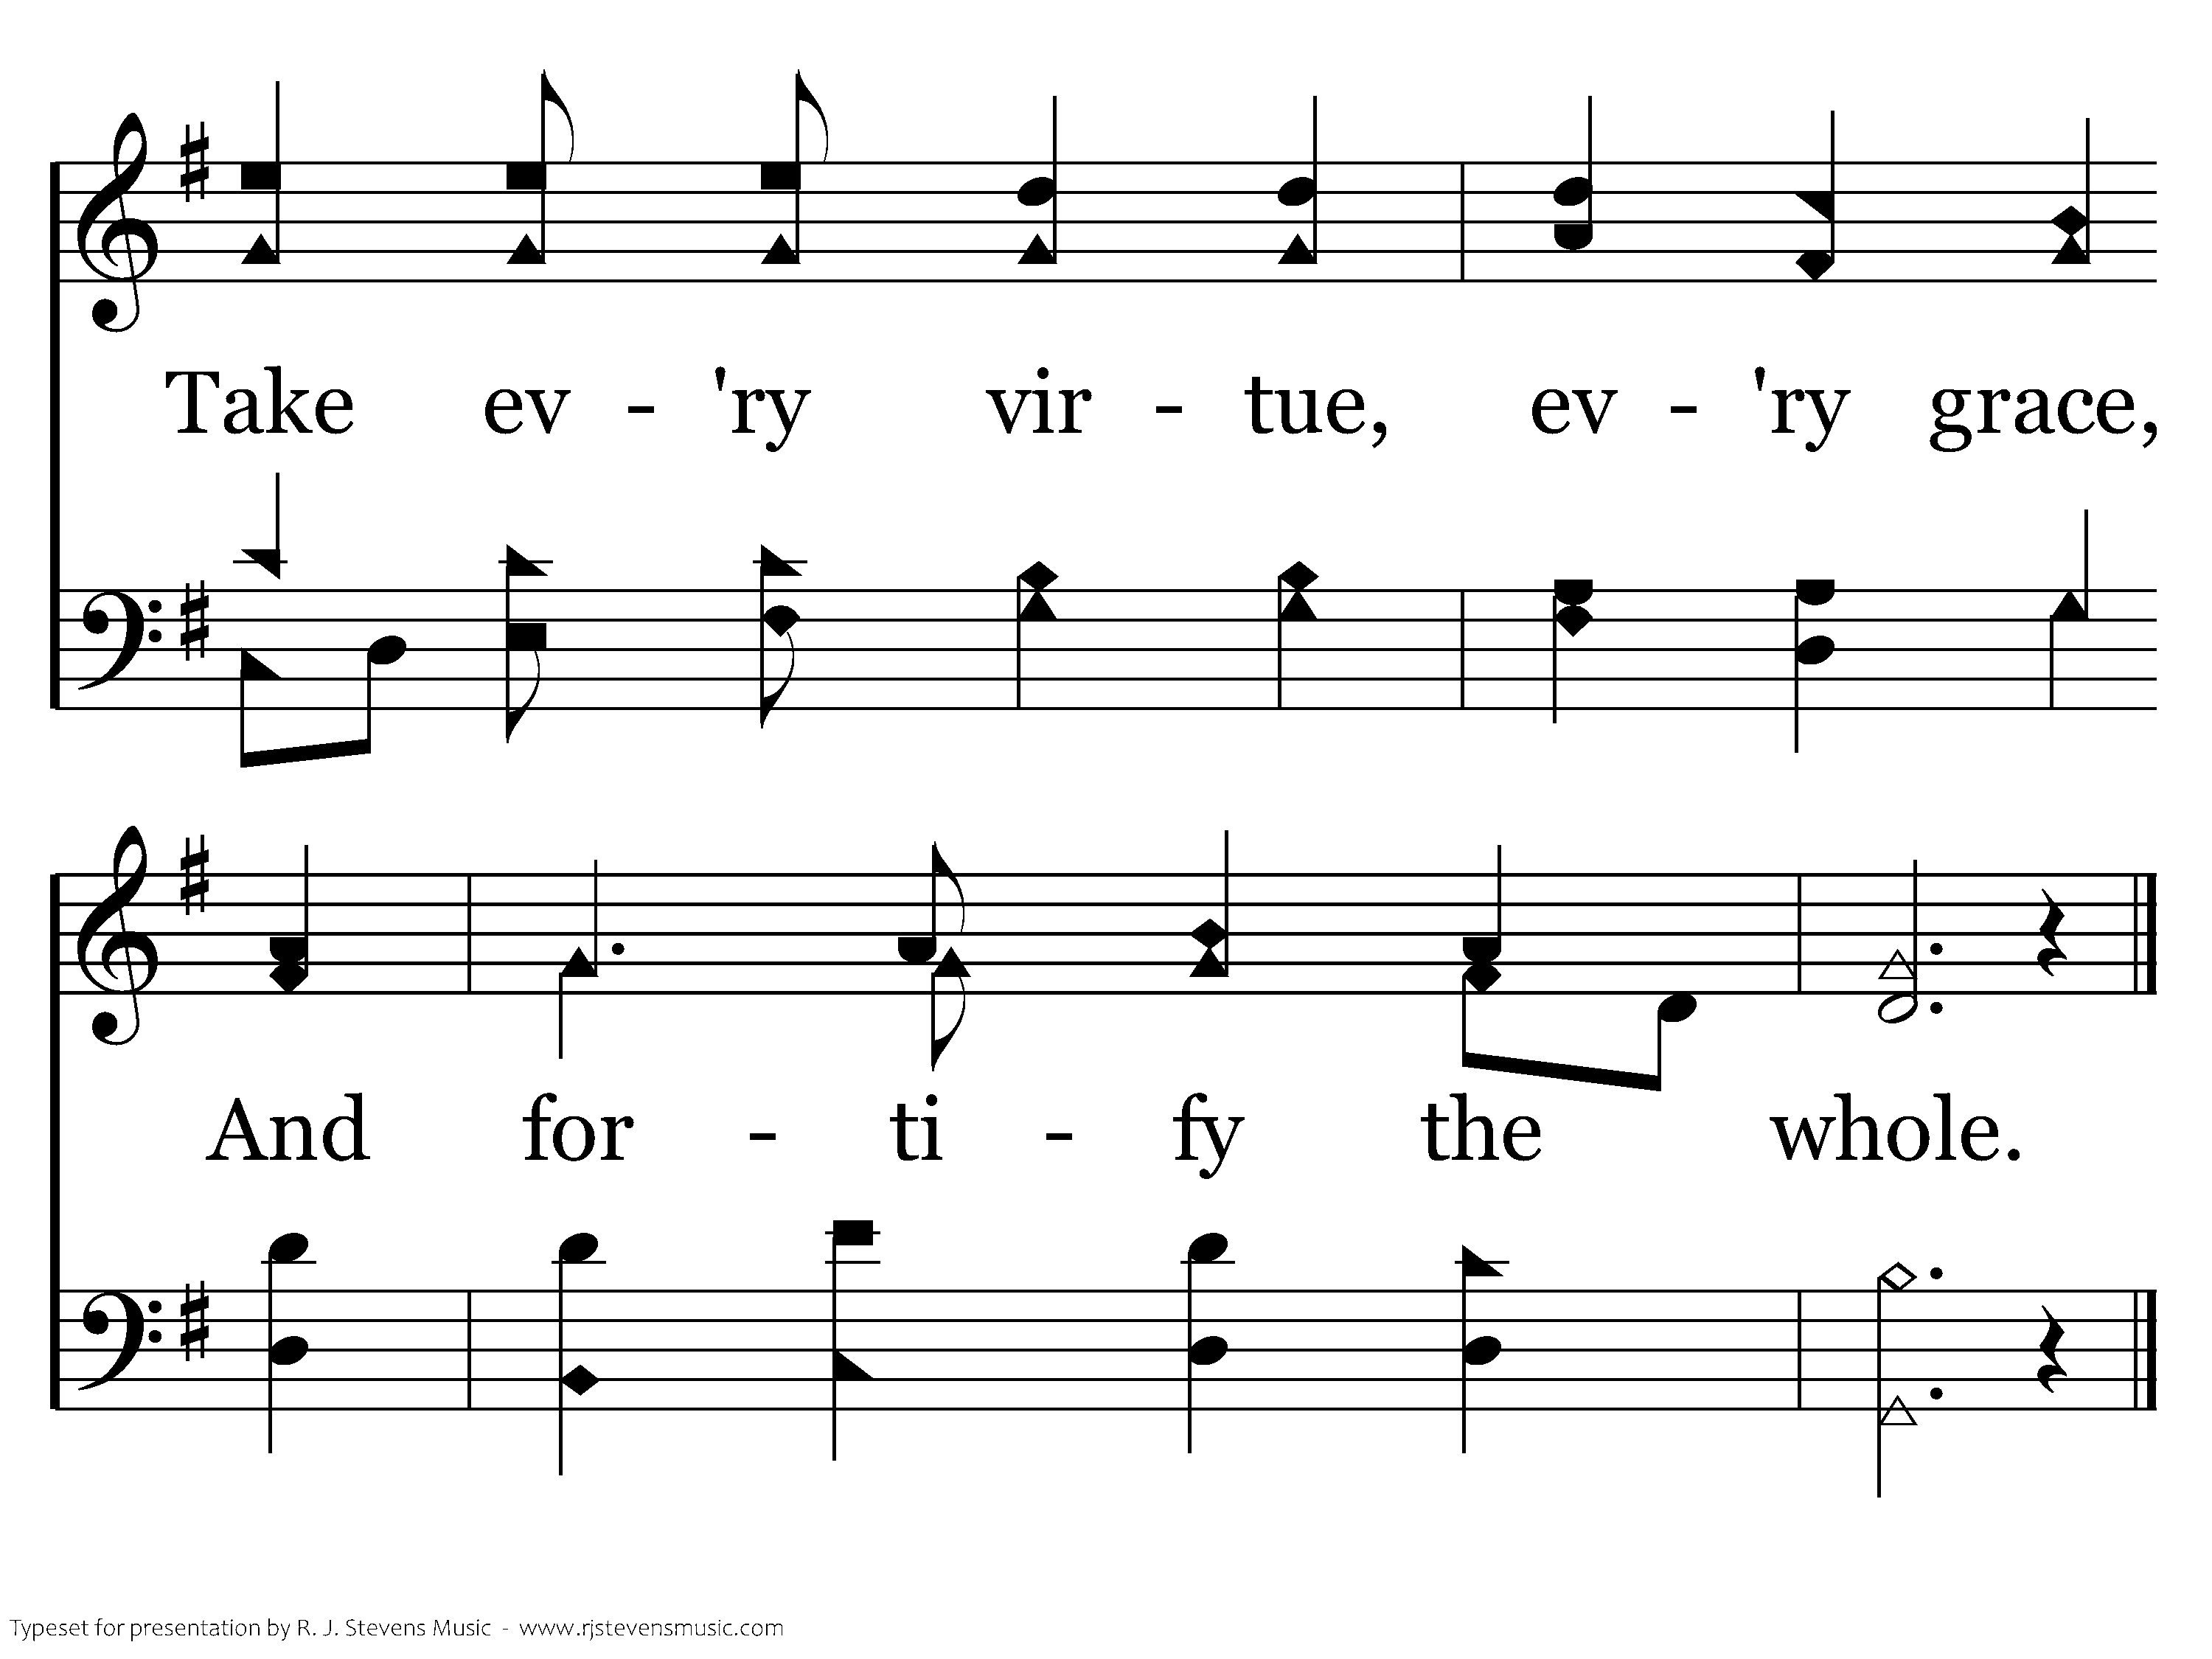 Take ev - 'ry vir - tue, ev - 'ry grace,
And for - ti - fy the whole.
Typeset for presentation by R. J. Stevens Music - www.rjstevensmusic.com